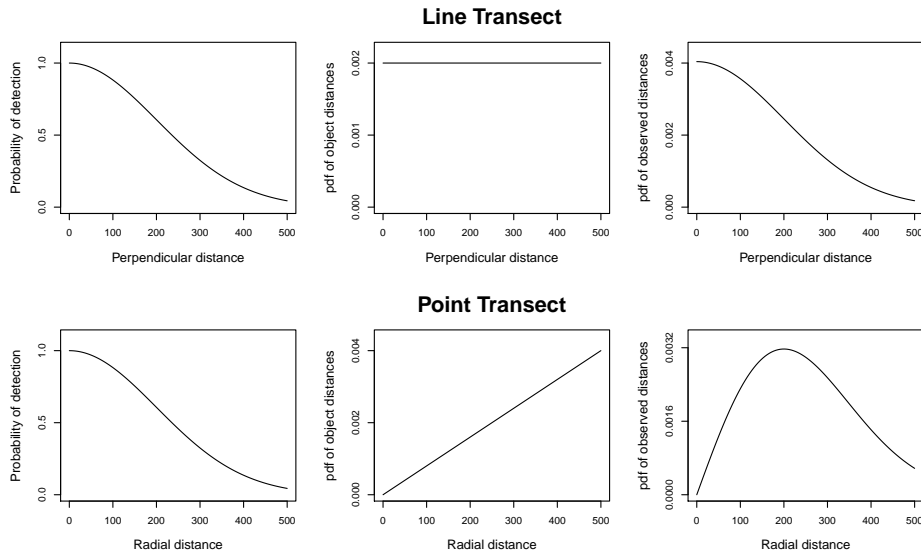 Line Transect
Probability of detection
0.0 0.5 1.0
0 100 200 300 400 500
Perpendicular distance
pdf of object distances
0.000 0.001 0.002
0 100 200 300 400 500
Perpendicular distance
pdf of observed distances
0.000 0.002 0.004
0 100 200 300 400 500
Perpendicular distance
Point Transect
Probability of detection
0.0 0.5 1.0
0 100 200 300 400 500
Radial distance
pdf of object distances
0.000 0.002 0.004
0 100 200 300 400 500
Radial distance
pdf of observed distances
0.0000 0.0016 0.0032
0 100 200 300 400 500
Radial distance